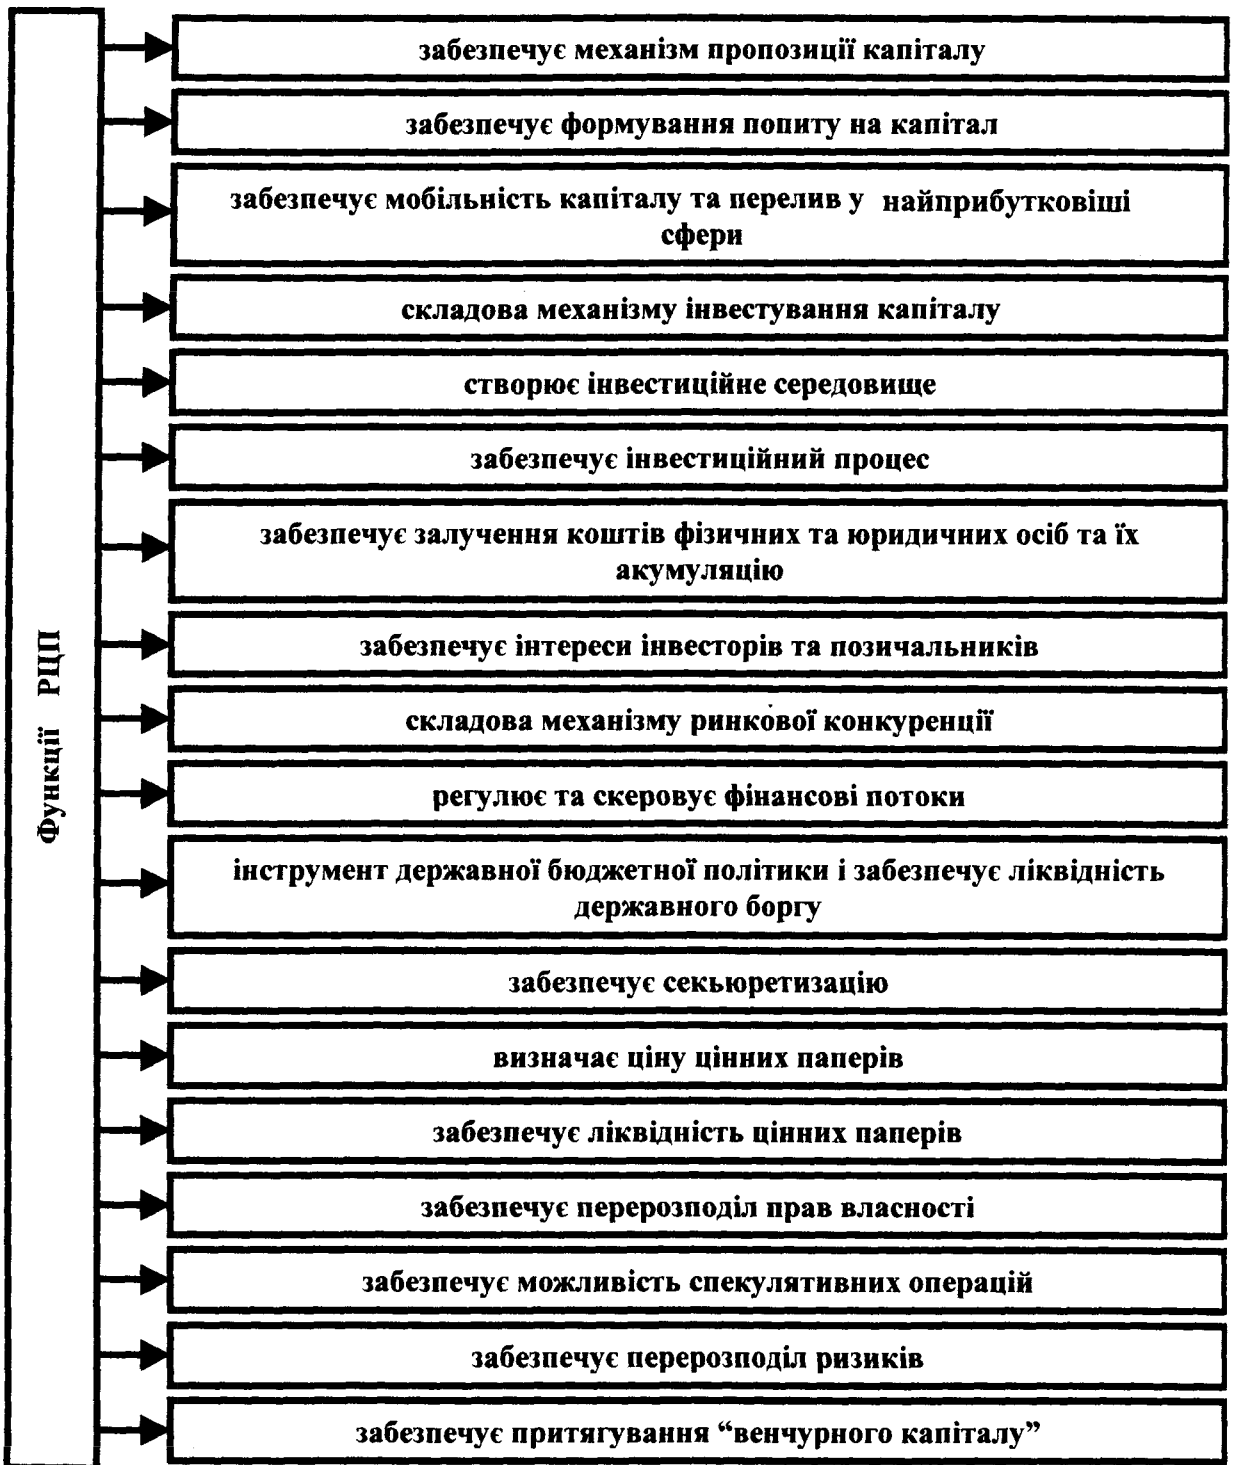 Функції РЦП
забезпечує механізм пропозиції капіталу
забезпечує формування попиту на капітал
забезпечує мобільність капіталу та перелив у найприбутковіші
сфери
складова механізму інвестування капіталу
створює інвестиційне середовище
забезпечує інвестиційний процес
забезпечує залучення коштів фізичних та юридичних осіб та їх
акумуляцію
забезпечує інтереси інвесторів та позичальників
складова механізму ринкової конкуренції
регулює та скеровує фінансові потоки
інструмент державної бюджетної політики і забезпечує ліквідність
державного боргу
забезпечує секьюретизацію
визначає ціну цінних паперів
забезпечує ліквідність цінних паперів
забезпечує перерозподіл прав власності
забезпечує можливість спекулятивних операцій
забезпечує перерозподіл ризиків
забезпечує притягування “венчурного капіталу”